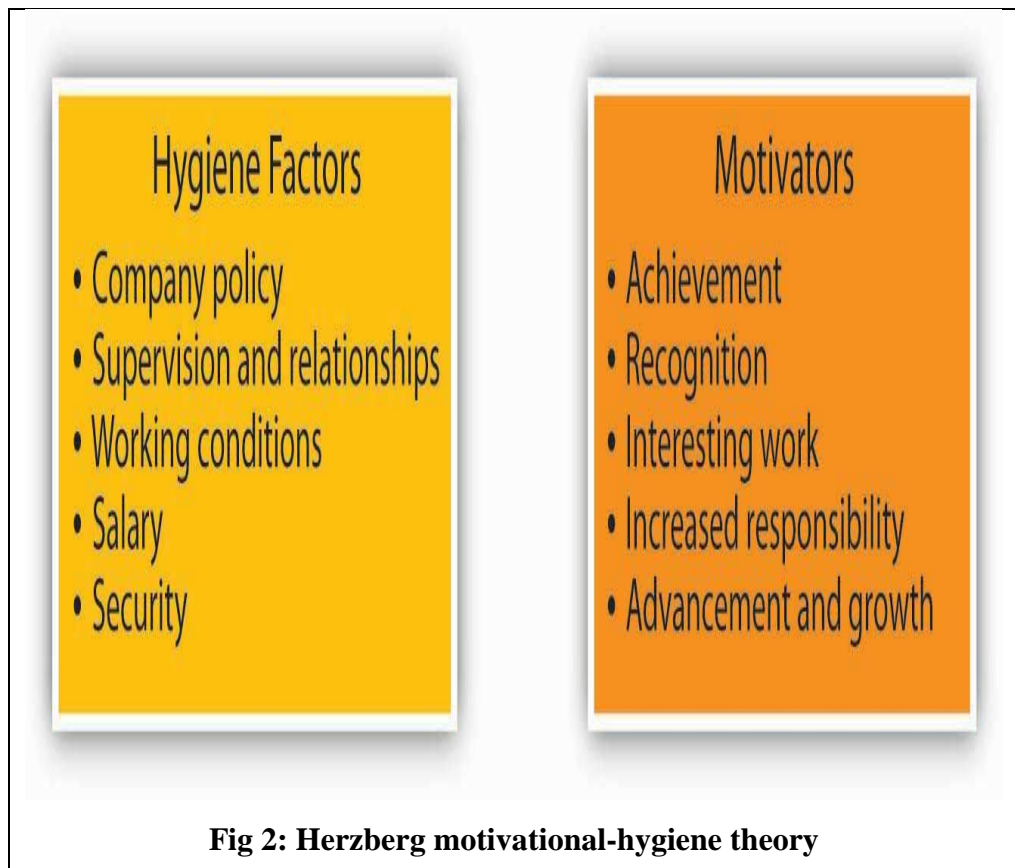 Hygiene Factors
• Company policy
• Supervision and relationships
• Working conditions
• Salary
• Security
Motivators
• Achievement
• Recognition
• Interesting work
• Increased responsibility
• Advancement and growth
Fig 2: Herzberg motivational-hygiene theory